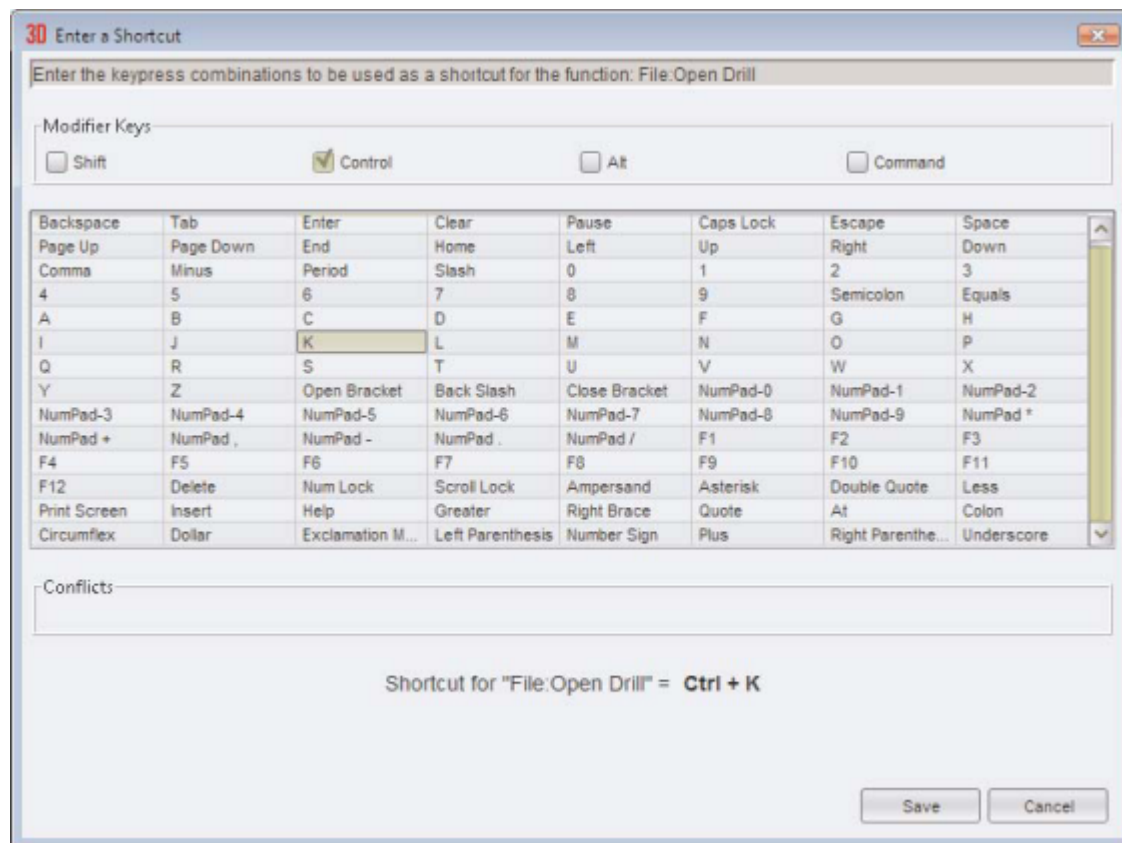 3D Enter a Shortcut
Enter the keypress combinations to be used as a shortcut for the function: File:Open Drill
Modifier Keys
Shift Control Alt Command
Backspace Tab Enter Clear Pause Caps Lock Escape Space
Page Up Page Down End Home Left Up Right Down
Comma Minus Period Slash 0 1 2 3
4 5 6 7 8 9 Semicolon Equals
A B C D E F G H
I J K L M N O P
Q R S T U V W X
Y Z Open Bracket Back Slash Close Bracket NumPad-0 NumPad-1 NumPad-2
NumPad-3 NumPad-4 NumPad-5 NumPad-6 NumPad-7 NumPad-8 NumPad-9 NumPad *
NumPad + NumPad , NumPad - NumPad . NumPad / F1 F2 F3
F4 F5 F6 F7 F8 F9 F10 F11
F12 Delete Num Lock Scroll Lock Ampersand Asterisk Double Quote Less
Print Screen Insert Help Greater Right Brace Quote At Colon
Circumflex Dollar Exclamation M... Left Parenthesis Number Sign Plus Right Parenthe... Underscore
Conflicts
Shortcut for "File:Open Drill" = Ctrl + K
Save Cancel